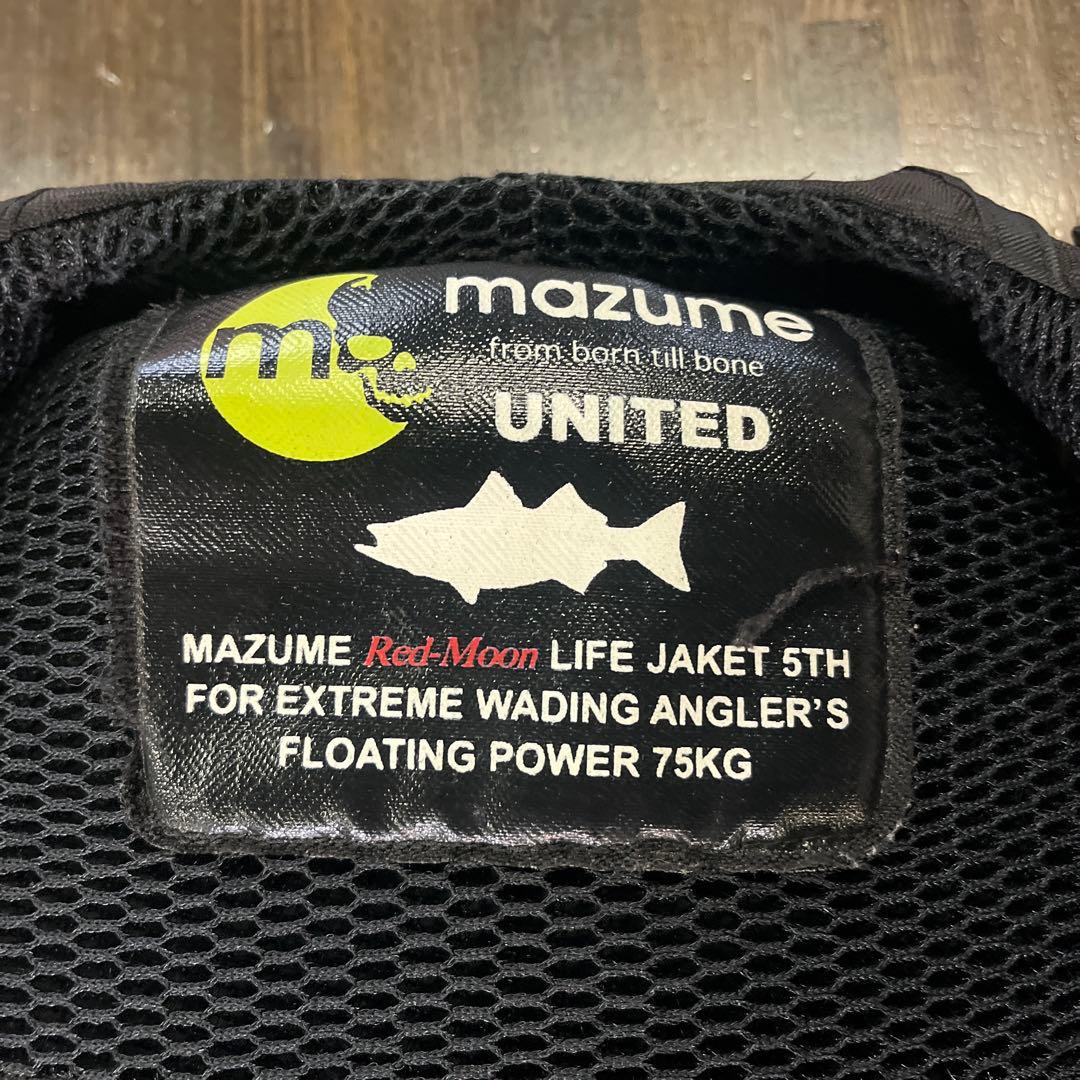 m
mazume
from born till bone
UNITED
MAZUME Red-Moon LIFE JAKET 5TH
FOR EXTREME WADING ANGLER'S
FLOATING POWER 75KG